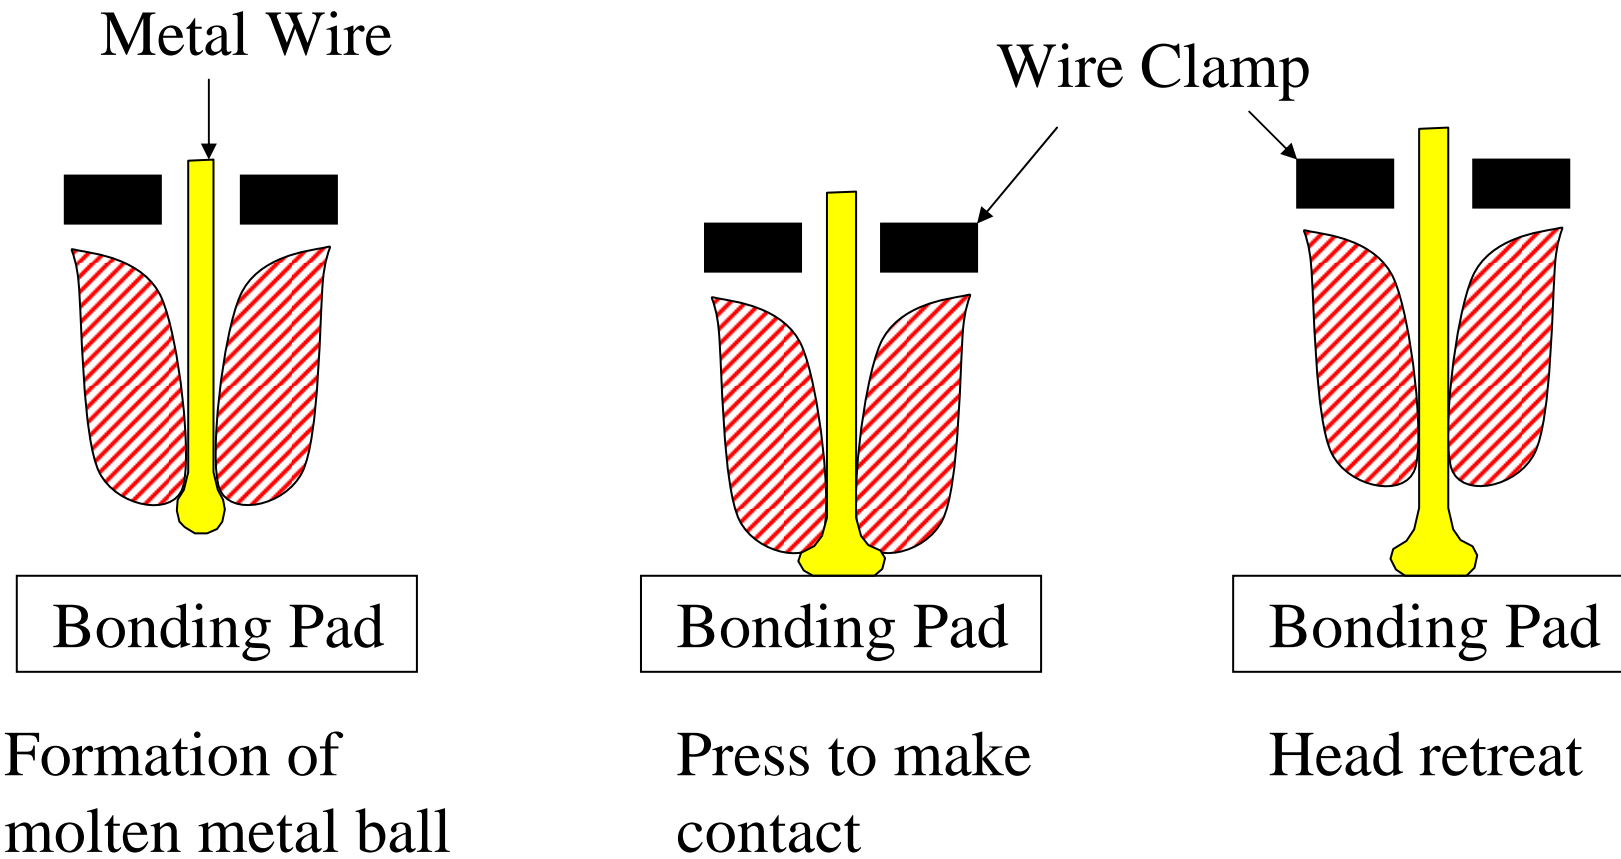 Metal Wire
Wire Clamp
Bonding Pad
Bonding Pad
Bonding Pad
Formation of
molten metal ball
Press to make
contact
Head retreat